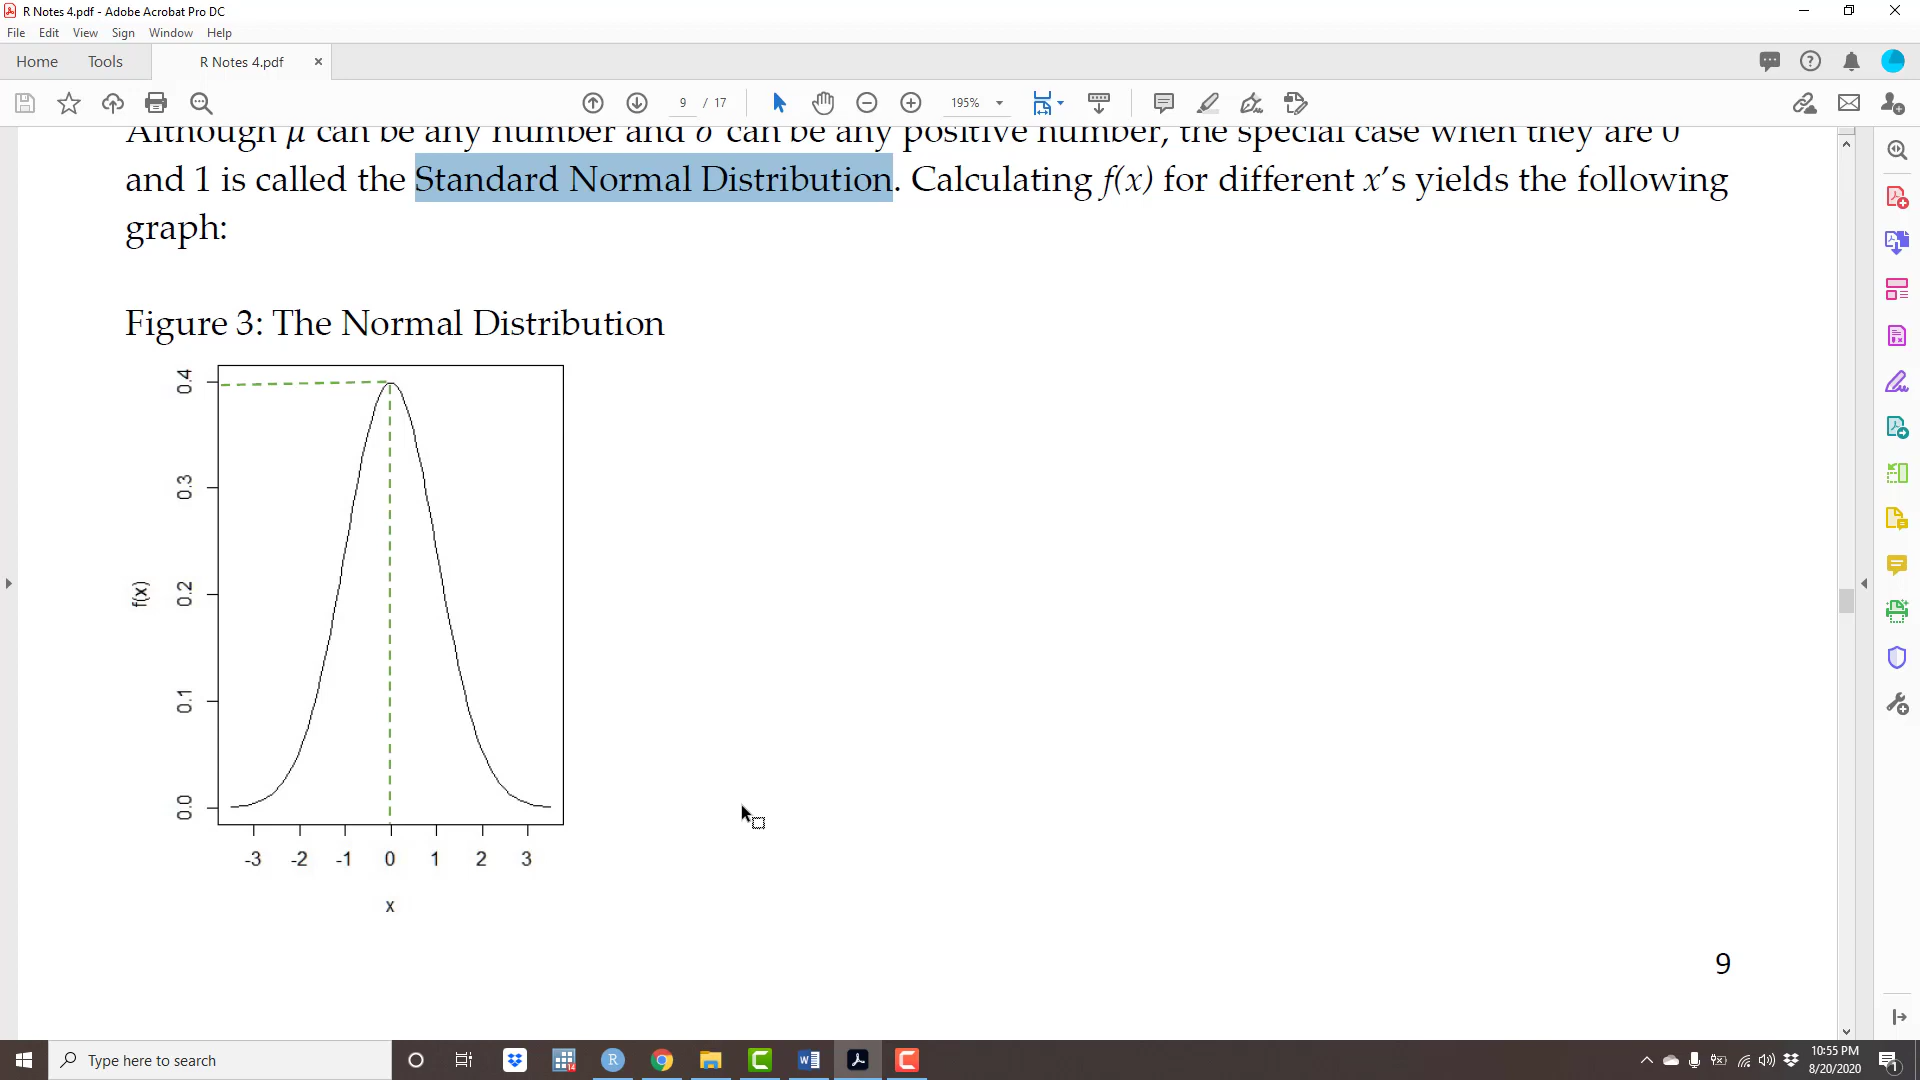 R Notes 4.pdf - Adobe Acrobat Pro DC
File Edit View Sign Window Help
Home Tools R Notes 4.pdf
9 / 17 195%
Although μ can be any number and can be any positive number, the special case when they are 0
and 1 is called the Standard Normal Distribution. Calculating f(x) for different x's yields the following
graph:
Figure 3: The Normal Distribution
0.4
0.3
0.2
0.1
0.0
f(x)
-3 -2 -1 0 1 2 3
x
9
Type here to search
10:55 PM
8/20/2020